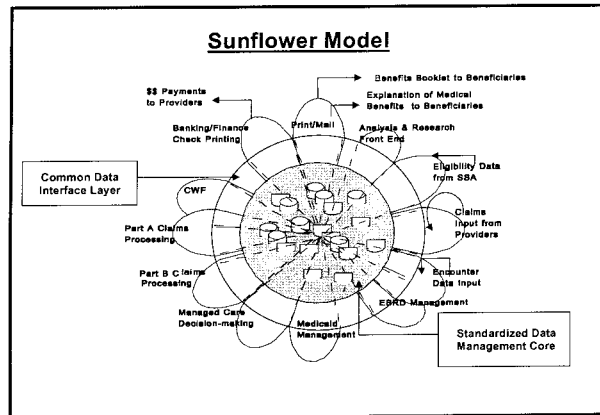 Sunflower Model
Benefits Booklet to Beneficiaries
$$ Payments
to Providers
Explanation of Medical
Benefits to Beneficiaries
Print/Mail
Banking/Finance
Check Printing
Analysis & Research
Front End
Eligibility Data
from SSA
Common Data
Interface Layer
CWF
Claims
Input from
Providers
Part A Claims
Processing
Part B Claims
Processing
Encounter
Data Input
ESRD Management
Managed Care
Decision-making
Medicaid
Management
Standardized Data
Management Core